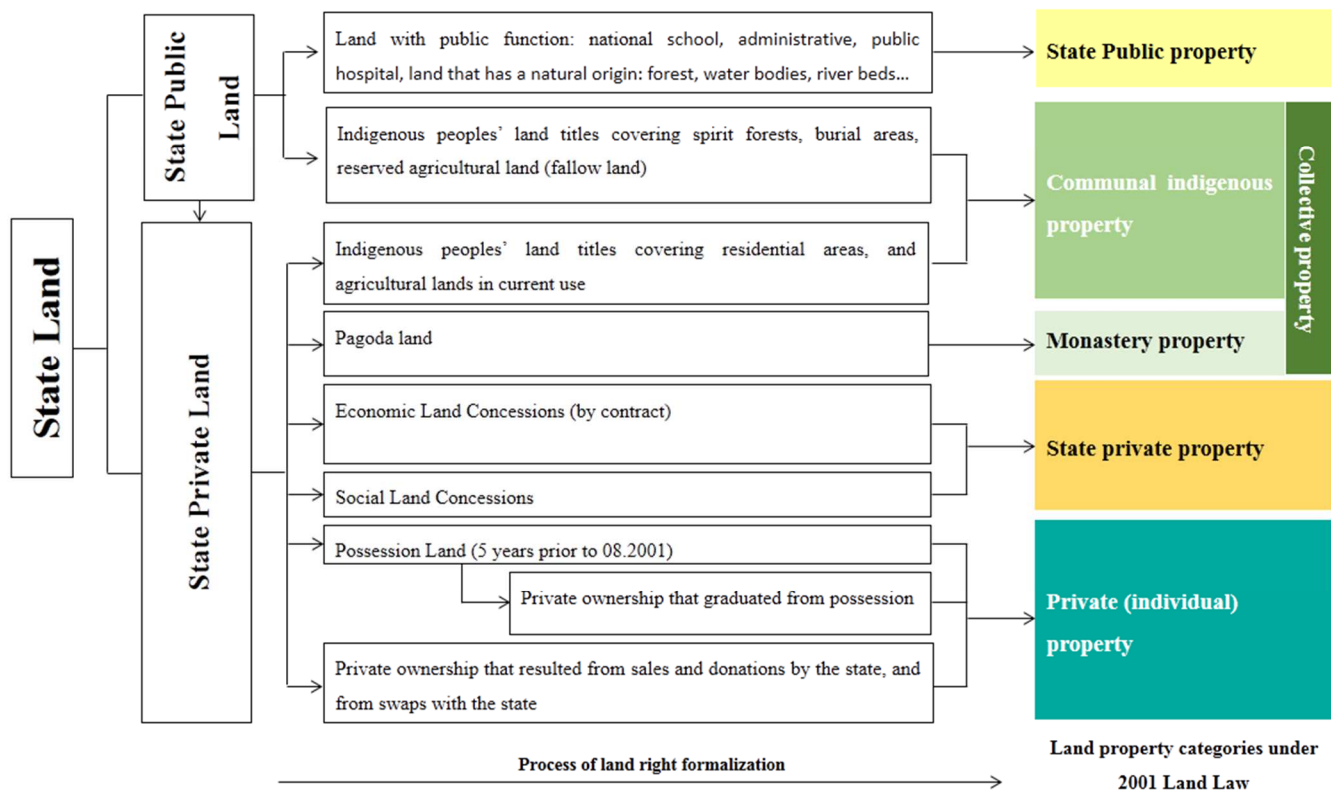 State Land
State Public
Land
State Private Land
Land with public function: national school, administrative, public
hospital, land that has a natural origin: forest, water bodies, river beds...
Indigenous peoples’ land titles covering spirit forests, burial areas,
reserved agricultural land (fallow land)
Indigenous peoples’ land titles covering residential areas, and
agricultural lands in current use
Pagoda land
Economic Land Concessions (by contract)
Social Land Concessions
Possession Land (5 years prior to 08.2001)
Private ownership that graduated from possession
Private ownership that resulted from sales and donations by the state, and
from swaps with the state
State Public property
Communal indigenous
property
Collective property
Monastery property
State private property
Private (individual)
property
Process of land right formalization
Land property categories under
2001 Land Law